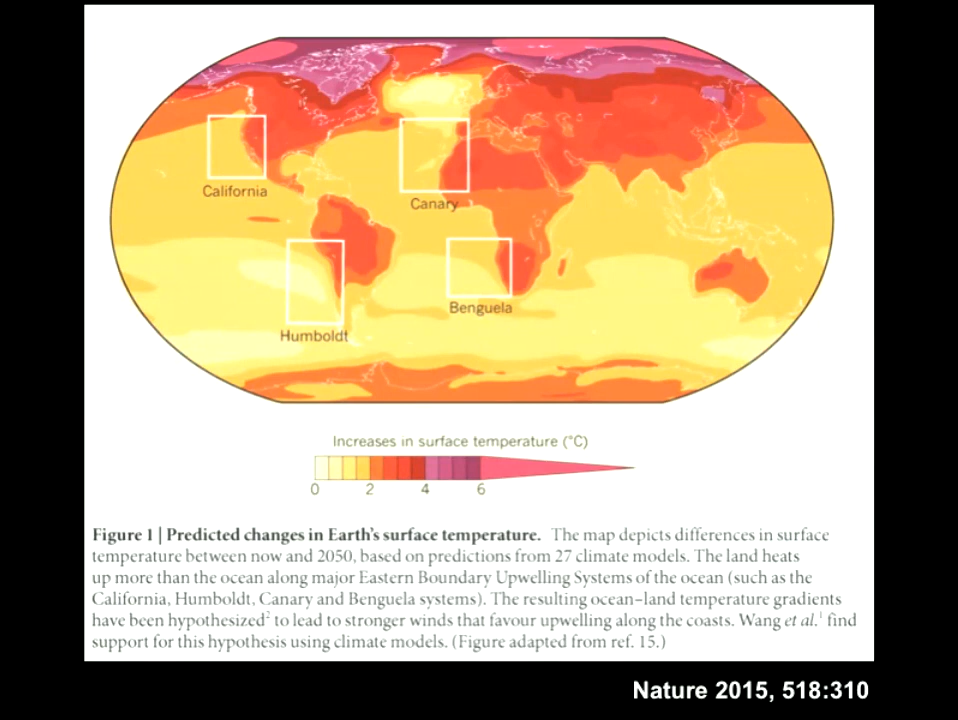 California
Canary
Benguela
Humboldt
Increases in surface temperature (°C)
0 2 4 6
Figure 1 | Predicted changes in Earth's surface temperature. The map depicts differences in surface
temperature between now and 2050, based on predictions from 27 climate models. The land heats
up more than the ocean along major Eastern Boundary Upwelling Systems of the ocean (such as the
California, Humboldt, Canary and Benguela systems). The resulting ocean–land temperature gradients
have been hypothesized² to lead to stronger winds that favour upwelling along the coasts. Wang et al.¹ find
support for this hypothesis using climate models. (Figure adapted from ref. 15.)
Nature 2015, 518:310